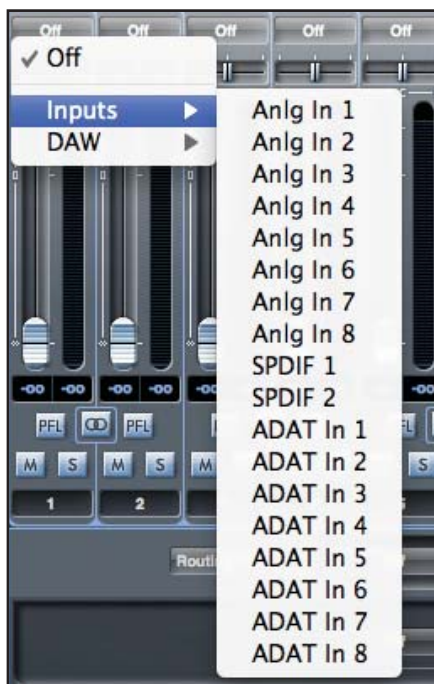 Off Off Off Off Off
✓ Off
Inputs
DAW
Anlg In 1
Anlg In 2
Anlg In 3
Anlg In 4
Anlg In 5
Anlg In 6
Anlg In 7
Anlg In 8
SPDIF 1
SPDIF 2
ADAT In 1
ADAT In 2
ADAT In 3
ADAT In 4
ADAT In 5
ADAT In 6
ADAT In 7
ADAT In 8
-oo -oo -oo -oo
PFL PFL
M S M S M S
1 2